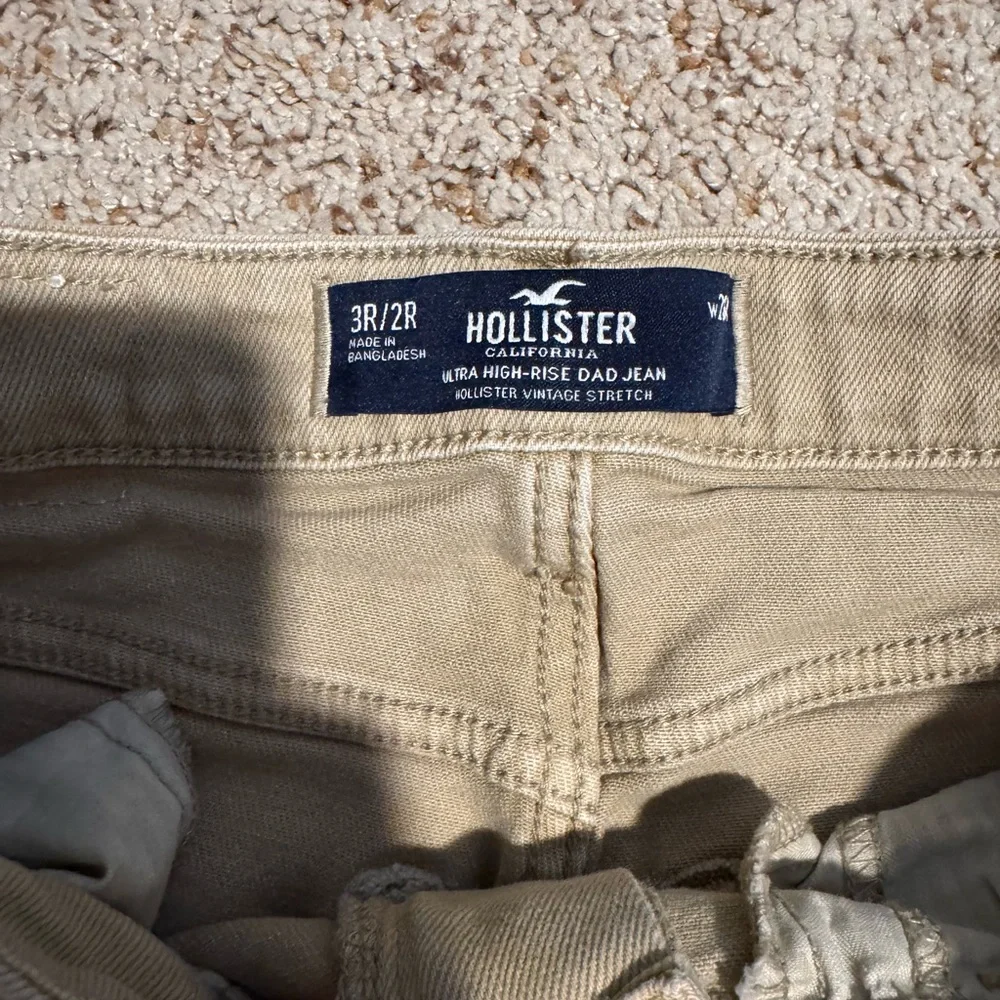 3R/2R
MADE IN
BANGLADESH
HOLLISTER
CALIFORNIA
ULTRA HIGH-RISE DAD JEAN
HOLLISTER VINTAGE STRETCH